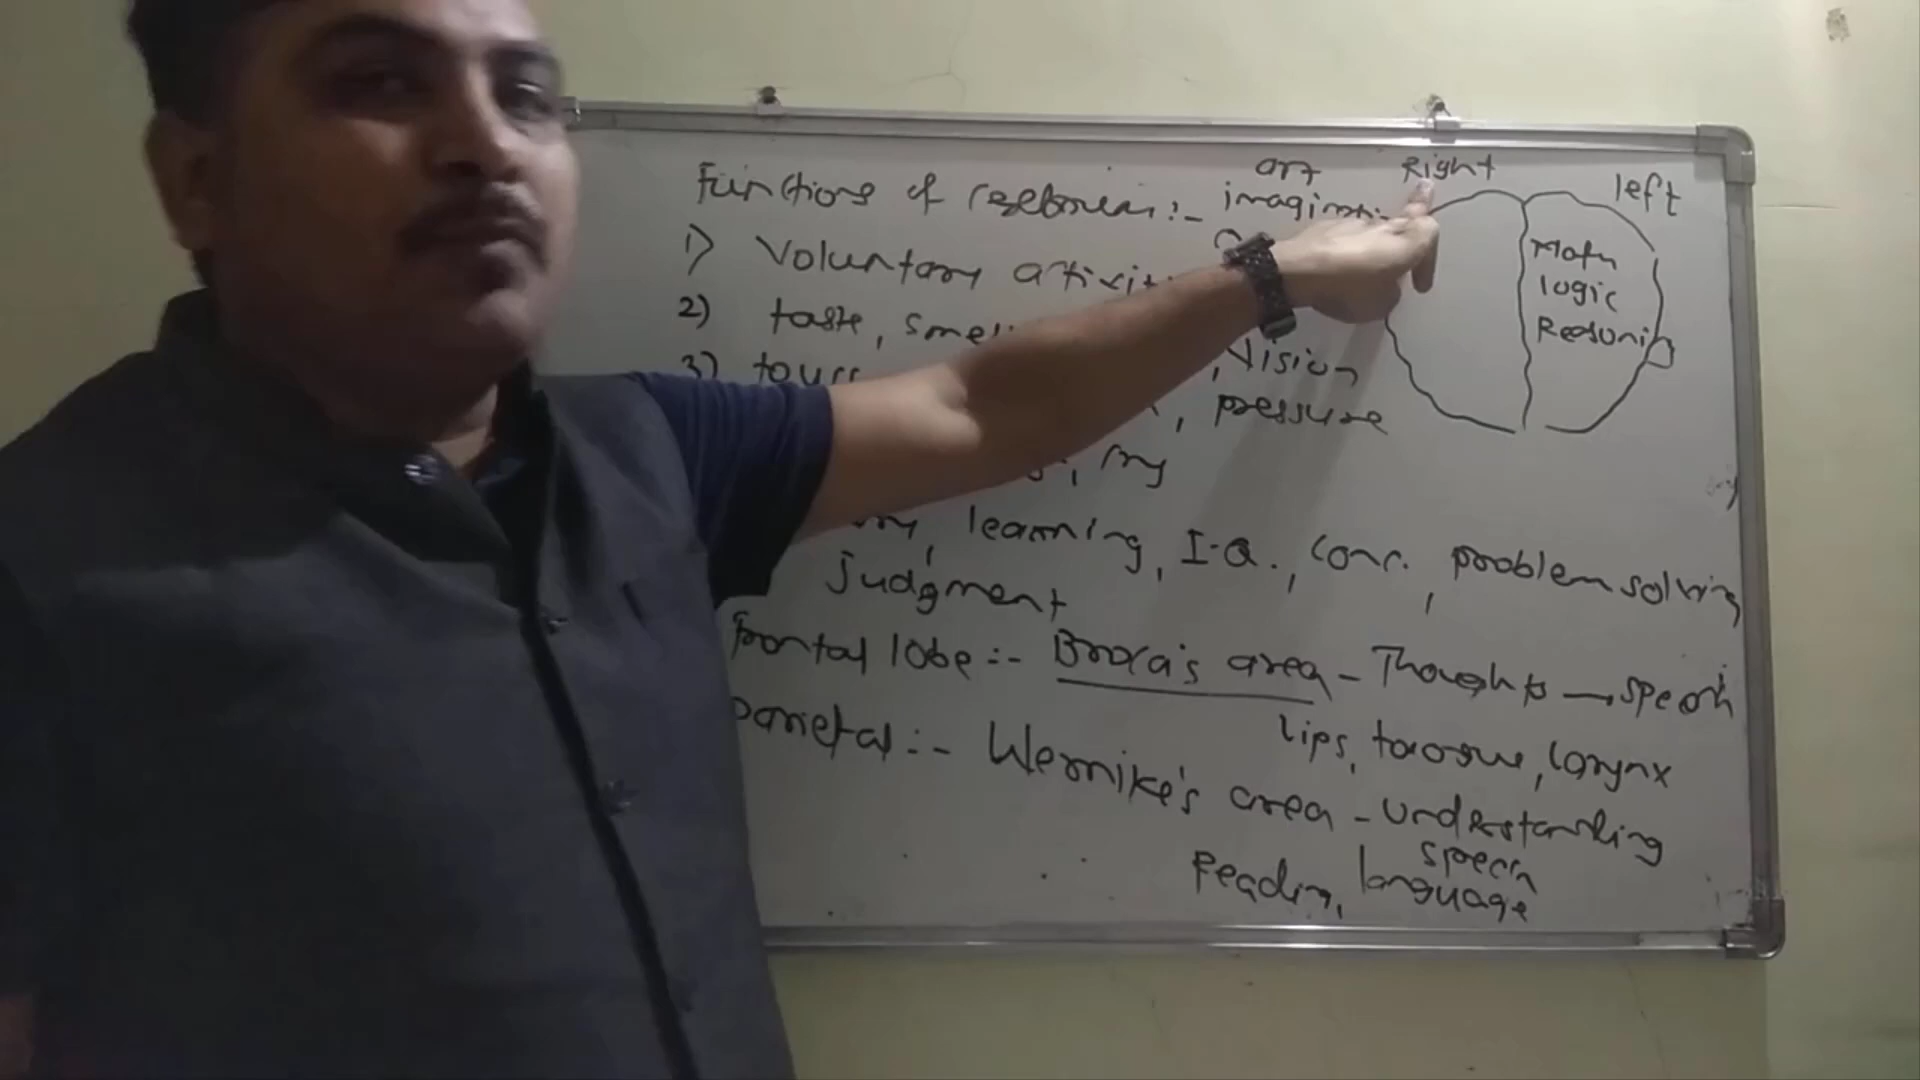 Functions of cerebrum :-
art
imagination
Right
left
1) Voluntary activiti
2) taste, smell
3) touc , Vision
, pressure
Math
logic
Reasoning
learning, I.Q., conc., problem solving,
Judgment
Frontal lobe :- Broca's area - Thoughts → speech
lips, tongue, larynx
Parietal :- Wernike's area - Understanding
speech
Reading, language